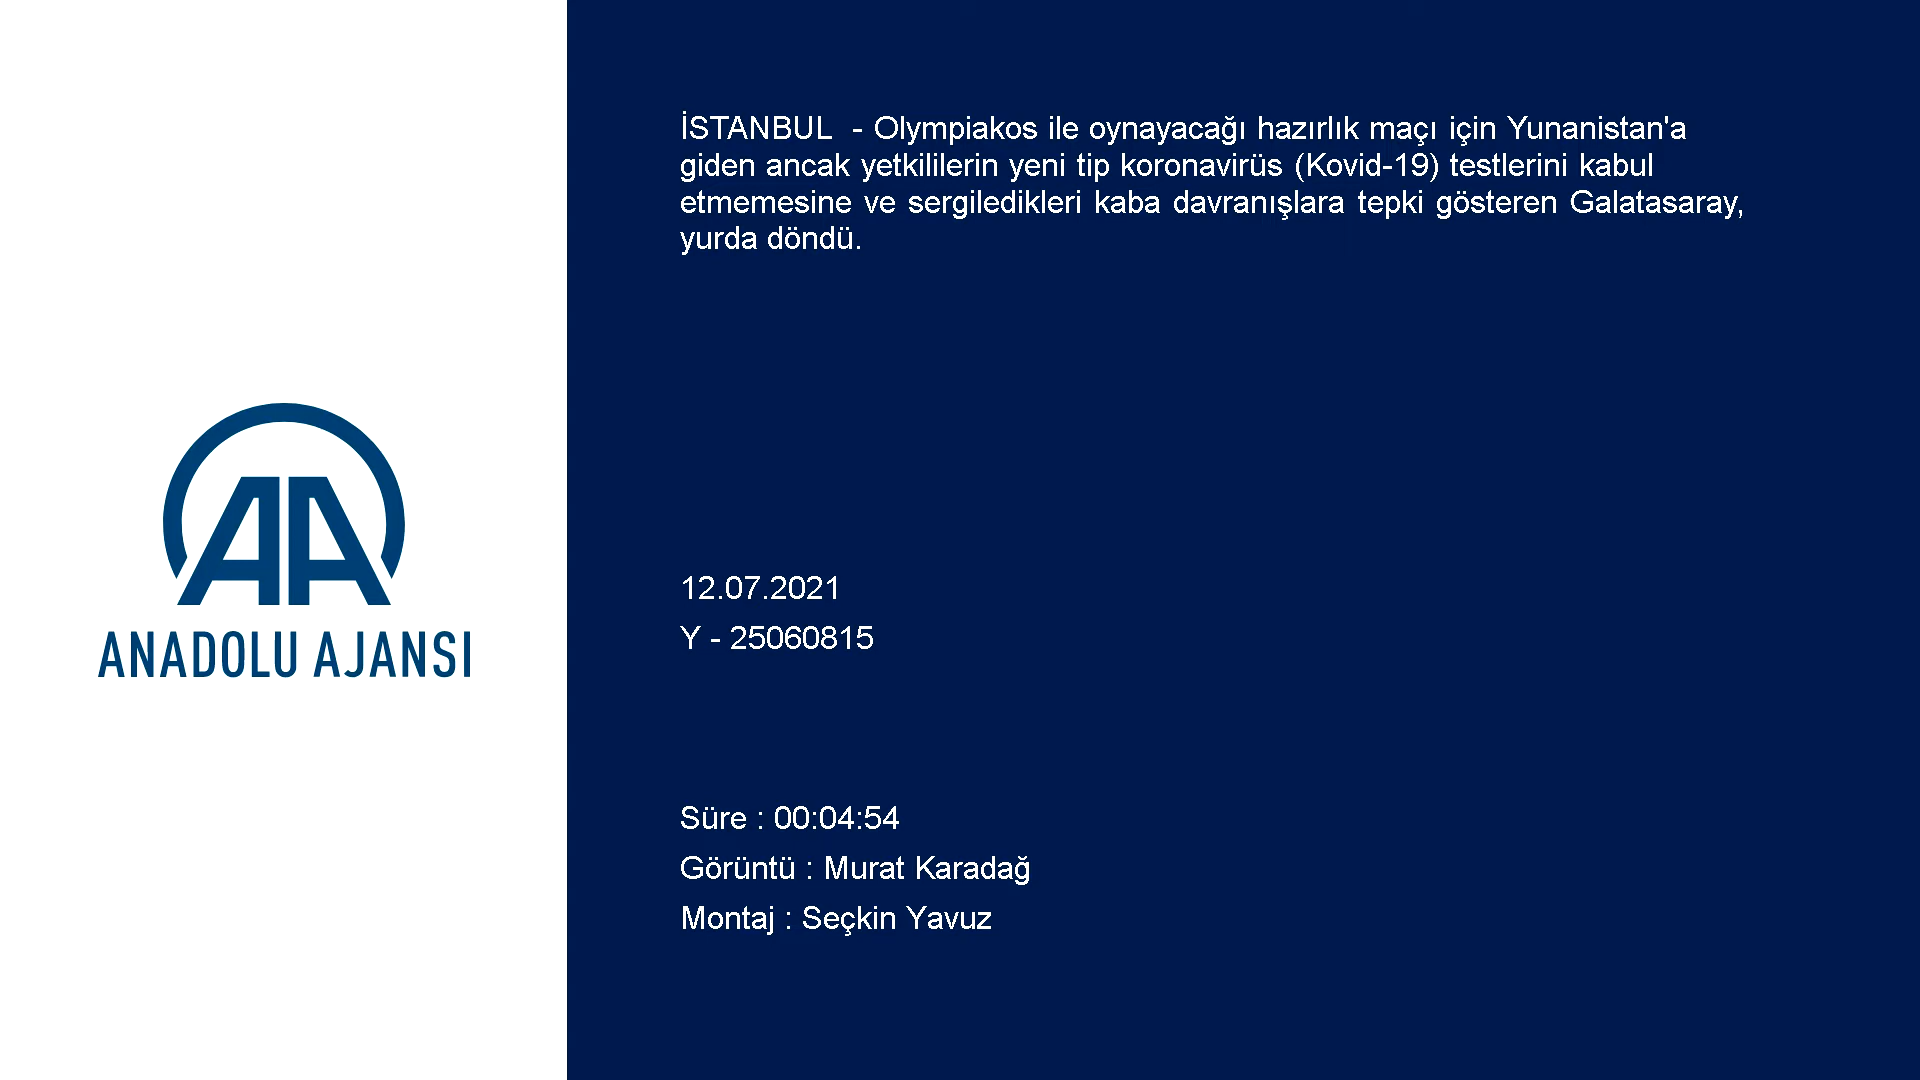 İSTANBUL  - Olympiakos ile oynayacağı hazırlık maçı için Yunanistan'a
giden ancak yetkililerin yeni tip koronavirüs (Kovid-19) testlerini kabul
etmemesine ve sergiledikleri kaba davranışlara tepki gösteren Galatasaray,
yurda döndü.
ANADOLU AJANSI
12.07.2021
Y - 25060815
Süre : 00:04:54
Görüntü : Murat Karadağ
Montaj : Seçkin Yavuz